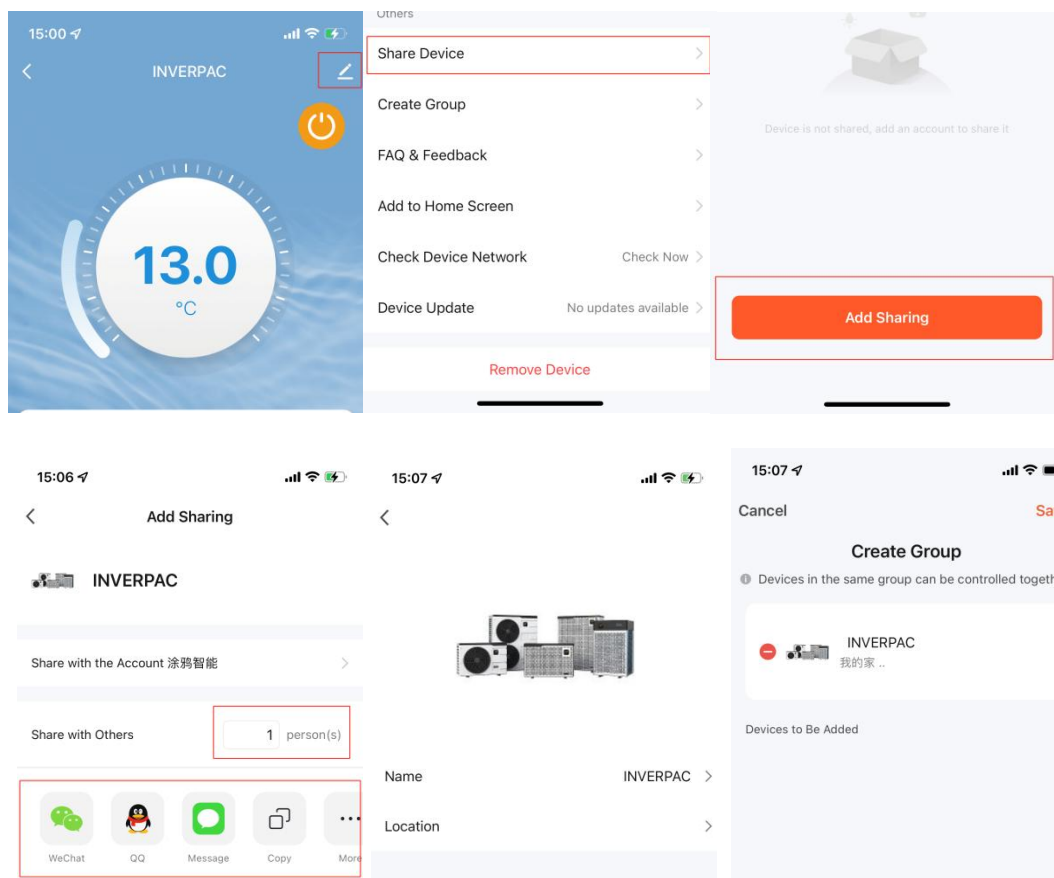 15:00
INVERPAC
13.0
°C
Others
Share Device
Create Group
FAQ & Feedback
Add to Home Screen
Check Device Network Check Now
Device Update No updates available
Remove Device
Device is not shared, add an account to share it
Add Sharing
15:06
Add Sharing
INVERPAC
Share with the Account 涂鸦智能
Share with Others 1 person(s)
WeChat QQ Message Copy More
15:07
Name INVERPAC
Location
15:07
Cancel Sa
Create Group
Devices in the same group can be controlled togeth
INVERPAC
我的家 ..
Devices to Be Added